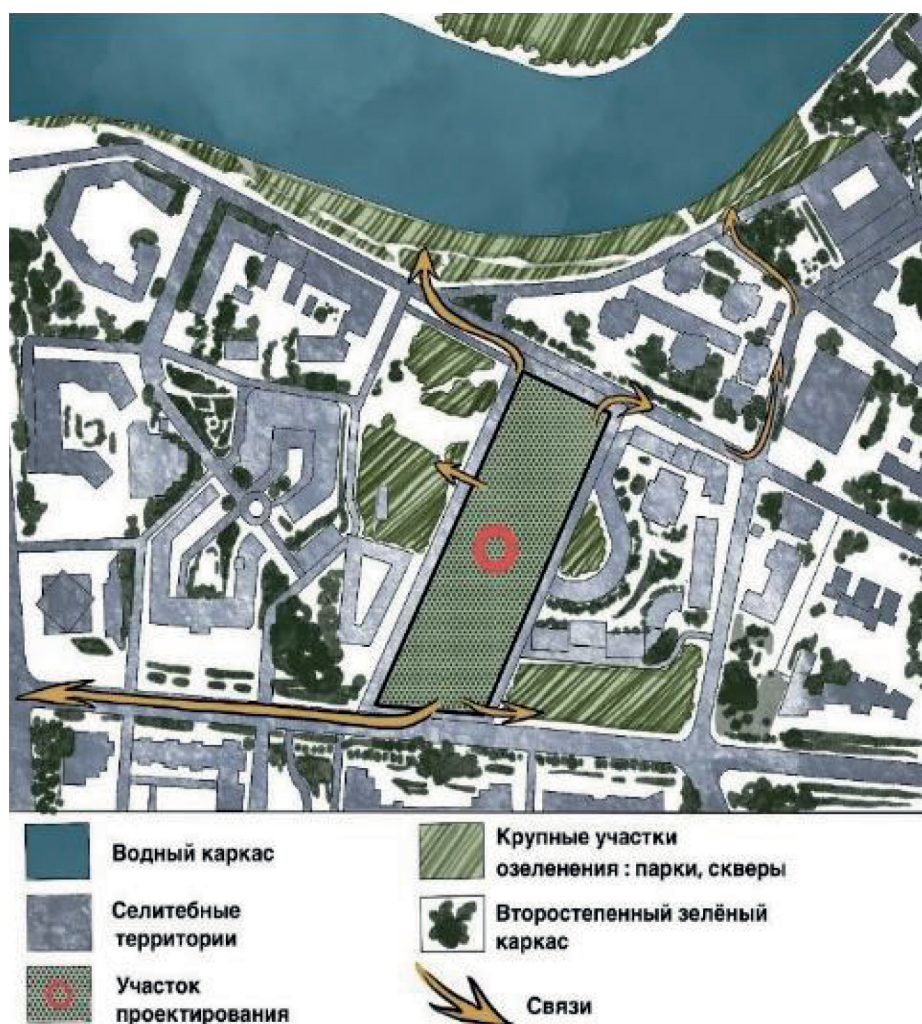 Водный каркас
Селитебные
территории
Участок
проектирования
Крупные участки
озеленения : парки, скверы
Второстепенный зелёный
каркас
Связи